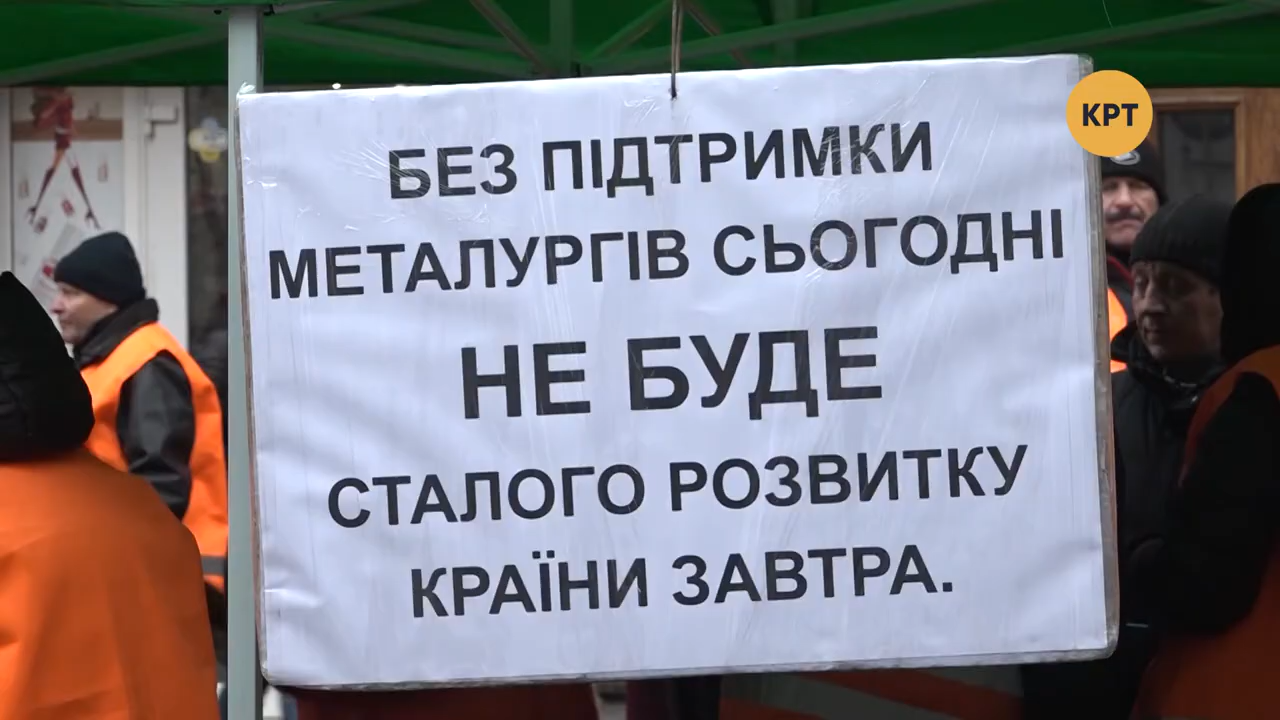 КРТ
БЕЗ ПІДТРИМКИ
МЕТАЛУРГІВ СЬОГОДНІ
НЕ БУДЕ
СТАЛОГО РОЗВИТКУ
КРАЇНИ ЗАВТРА.